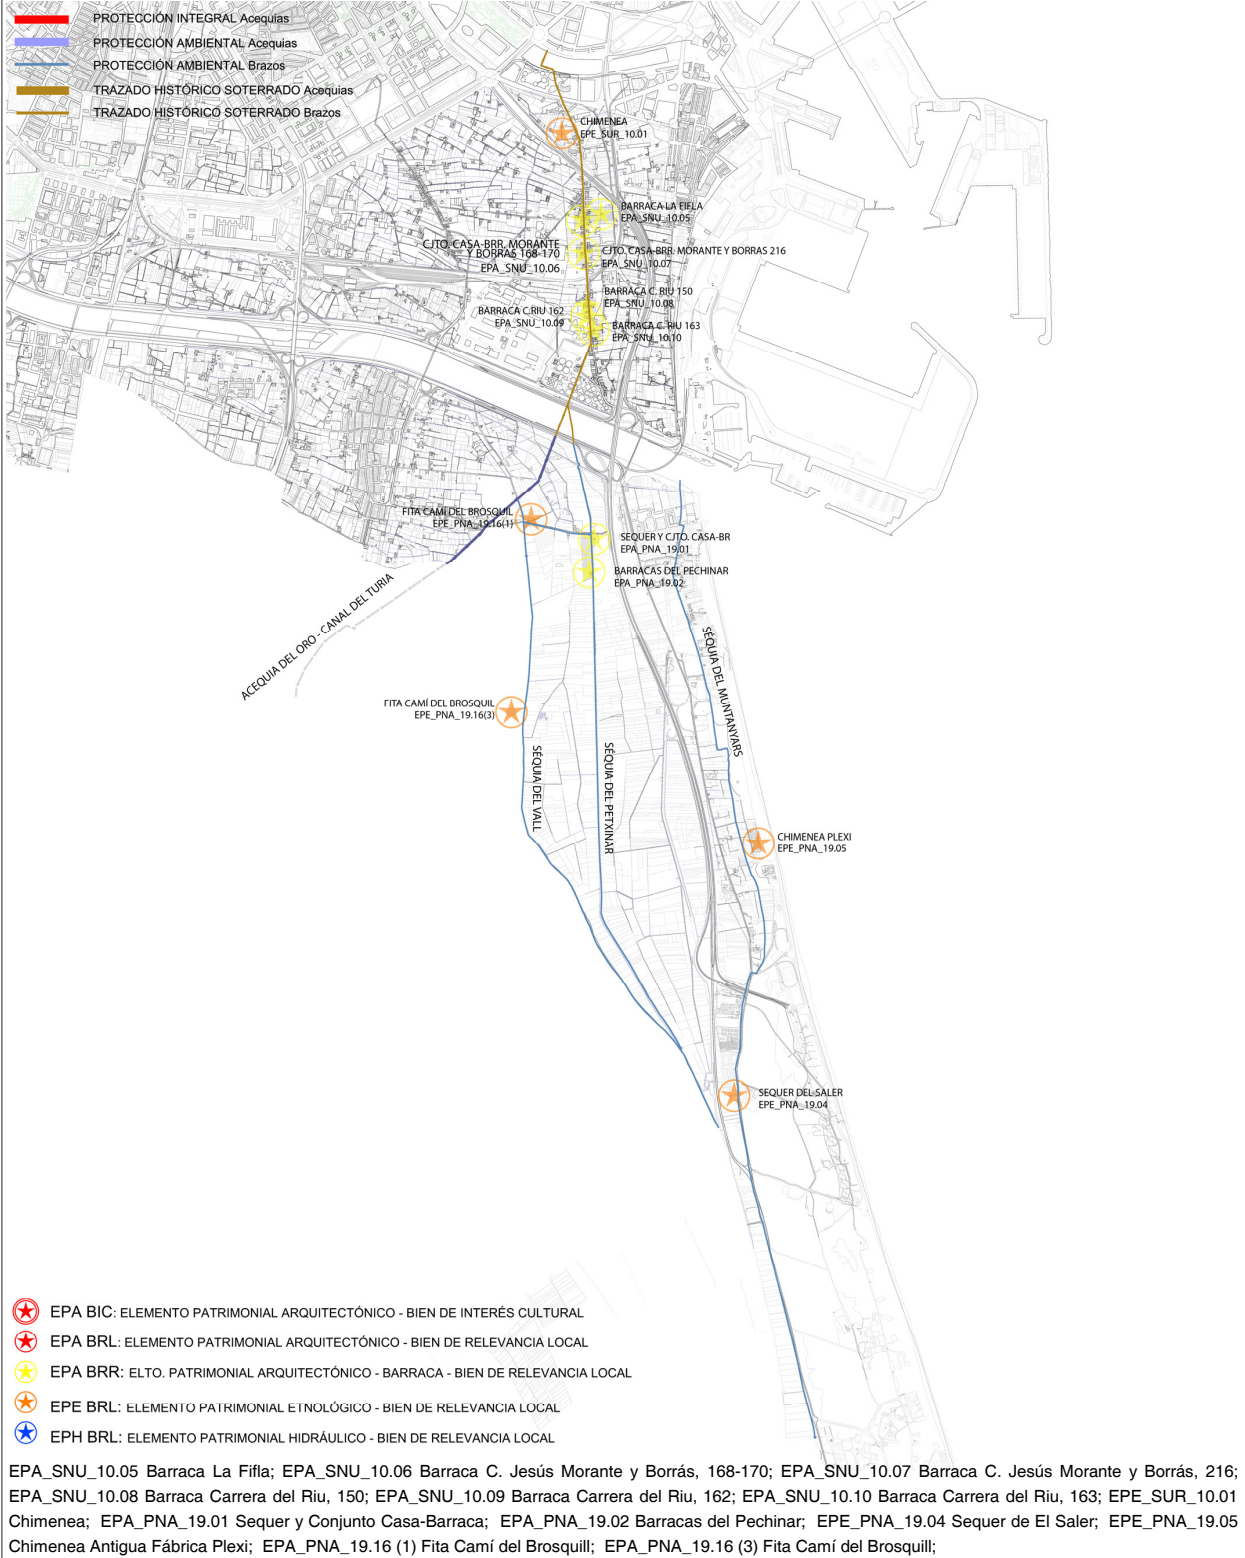 PROTECCIÓN INTEGRAL Acequias
PROTECCIÓN AMBIENTAL Acequias
PROTECCIÓN AMBIENTAL Brazos
TRAZADO HISTÓRICO SOTERRADO Acequias
TRAZADO HISTÓRICO SOTERRADO Brazos
CHIMENEA
EPE_SUR_10.01
BARRACA LA FIFLA
EPA_SNU_10.05
CJTO. CASA-BRR. MORANTE
Y BORRAS 168-170
EPA_SNU_10.06
CJTO. CASA-BRR. MORANTE Y BORRAS 216
EPA_SNU_10.07
BARRACA C. RIU 150
EPA_SNU_10.08
BARRACA C.RIU 162
EPA_SNU_10.09
BARRACA C. RIU 163
EPA_SNU_10.10
FITA CAMÍ DEL BROSQUIL
EPE_PNA_19.16(1)
SEQUER Y CJTO. CASA-BR
EPA_PNA_19.01
BARRACAS DEL PECHINAR
EPA_PNA_19.02
ACEQUIA DEL ORO - CANAL DEL TURIA
SÉQUIA DEL MUNTANYARS
FITA CAMÍ DEL BROSQUIL
EPE_PNA_19.16(3)
SÉQUIA DEL VALL
SÉQUIA DEL PETXINAR
CHIMENEA PLEXI
EPE_PNA_19.05
SEQUER DEL SALER
EPE_PNA_19.04
EPA BIC: ELEMENTO PATRIMONIAL ARQUITECTÓNICO - BIEN DE INTERÉS CULTURAL
EPA BRL: ELEMENTO PATRIMONIAL ARQUITECTÓNICO - BIEN DE RELEVANCIA LOCAL
EPA BRR: ELTO. PATRIMONIAL ARQUITECTÓNICO - BARRACA - BIEN DE RELEVANCIA LOCAL
EPE BRL: ELEMENTO PATRIMONIAL ETNOLÓGICO - BIEN DE RELEVANCIA LOCAL
EPH BRL: ELEMENTO PATRIMONIAL HIDRÁULICO - BIEN DE RELEVANCIA LOCAL
EPA_SNU_10.05 Barraca La Fifla; EPA_SNU_10.06 Barraca C. Jesús Morante y Borrás, 168-170; EPA_SNU_10.07 Barraca C. Jesús Morante y Borrás, 216;
EPA_SNU_10.08 Barraca Carrera del Riu, 150; EPA_SNU_10.09 Barraca Carrera del Riu, 162; EPA_SNU_10.10 Barraca Carrera del Riu, 163; EPE_SUR_10.01
Chimenea; EPA_PNA_19.01 Sequer y Conjunto Casa-Barraca; EPA_PNA_19.02 Barracas del Pechinar; EPE_PNA_19.04 Sequer de El Saler; EPE_PNA_19.05
Chimenea Antigua Fábrica Plexi; EPA_PNA_19.16 (1) Fita Camí del Brosquill; EPA_PNA_19.16 (3) Fita Camí del Brosquill;